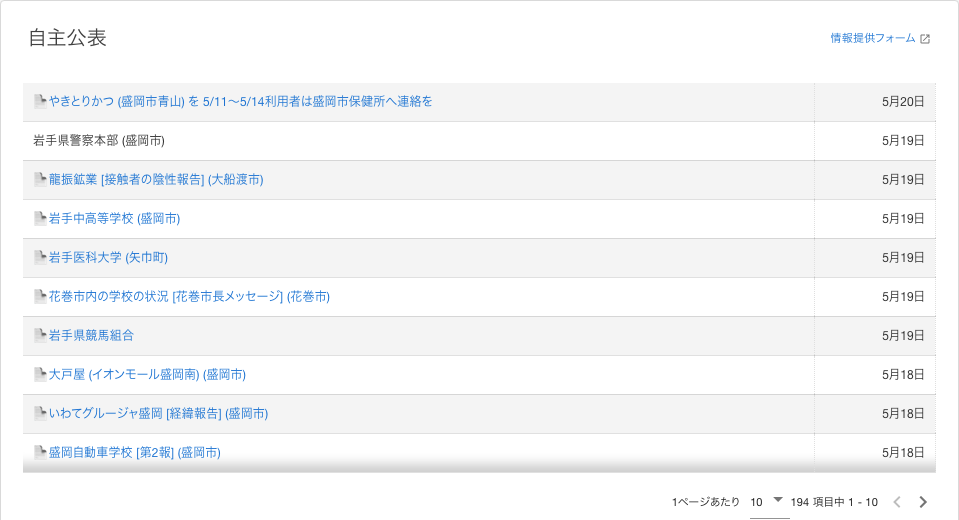 自主公表
情報提供フォーム
やきとりかつ (盛岡市青山) を 5/11〜5/14利用者は盛岡市保健所へ連絡を 5月20日
岩手県警察本部 (盛岡市) 5月19日
龍振鉱業 [接触者の陰性報告] (大船渡市) 5月19日
岩手中高等学校 (盛岡市) 5月19日
岩手医科大学 (矢巾町) 5月19日
花巻市内の学校の状況 [花巻市長メッセージ] (花巻市) 5月19日
岩手県競馬組合 5月19日
大戸屋 (イオンモール盛岡南) (盛岡市) 5月18日
いわてグルージャ盛岡 [経緯報告] (盛岡市) 5月18日
盛岡自動車学校 [第2報] (盛岡市) 5月18日
1ページあたり 10 194 項目中 1 - 10